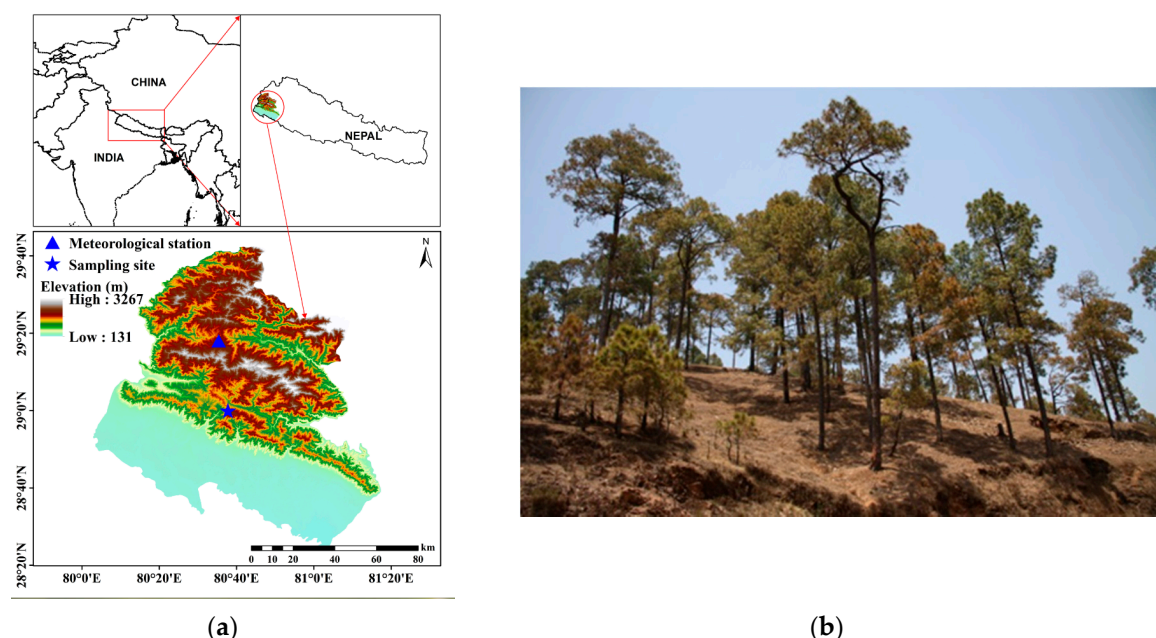 CHINA
INDIA
NEPAL
Meteorological station
Sampling site
Elevation (m)
High : 3267
Low : 131
N
km
0 10 20 40 60 80
29°40'N
29°20'N
29°0'N
28°40'N
28°20'N
80°0'E 80°20'E 80°40'E 81°0'E 81°20'E
(a)
(b)